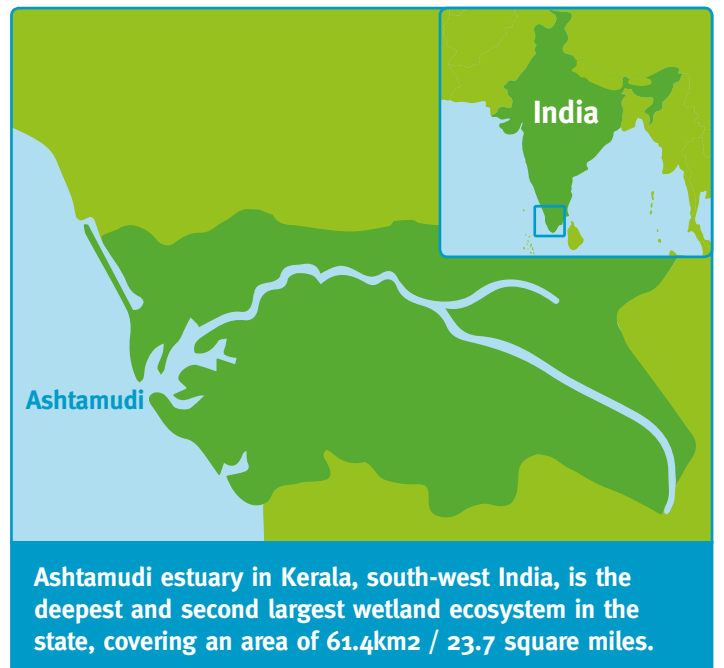 India
Ashtamudi
Ashtamudi estuary in Kerala, south-west India, is the
deepest and second largest wetland ecosystem in the
state, covering an area of 61.4km2 / 23.7 square miles.